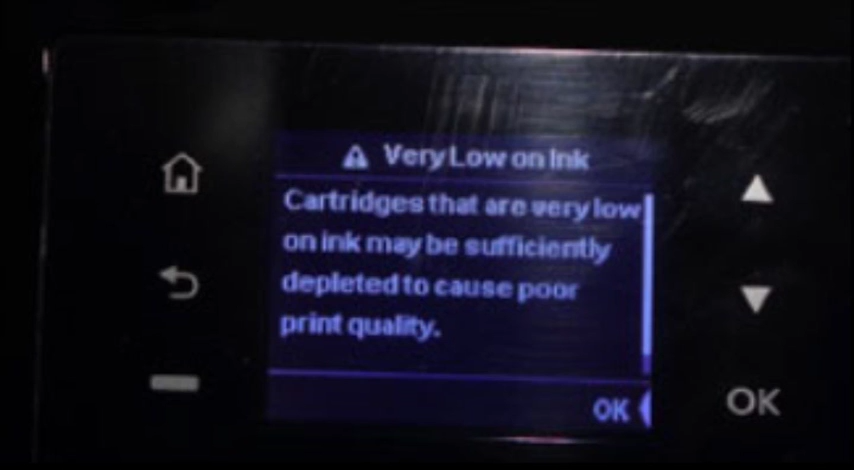 Very Low on Ink
Cartridges that are very low
on ink may be sufficiently
depleted to cause poor
print quality.
OK
OK